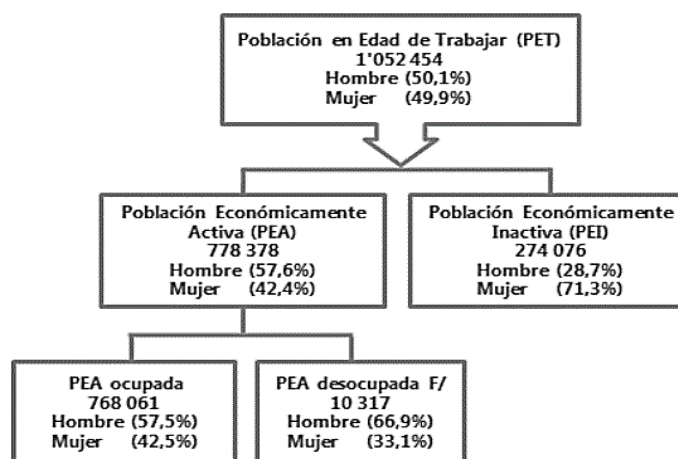 Población en Edad de Trabajar (PET)
1'052 454
Hombre (50,1%)
Mujer (49,9%)
Población Económicamente
Activa (PEA)
778 378
Hombre (57,6%)
Mujer (42,4%)
Población Económicamente
Inactiva (PEI)
274 076
Hombre (28,7%)
Mujer (71,3%)
PEA ocupada
768 061
Hombre (57,5%)
Mujer (42,5%)
PEA desocupada F/
10 317
Hombre (66,9%)
Mujer (33,1%)